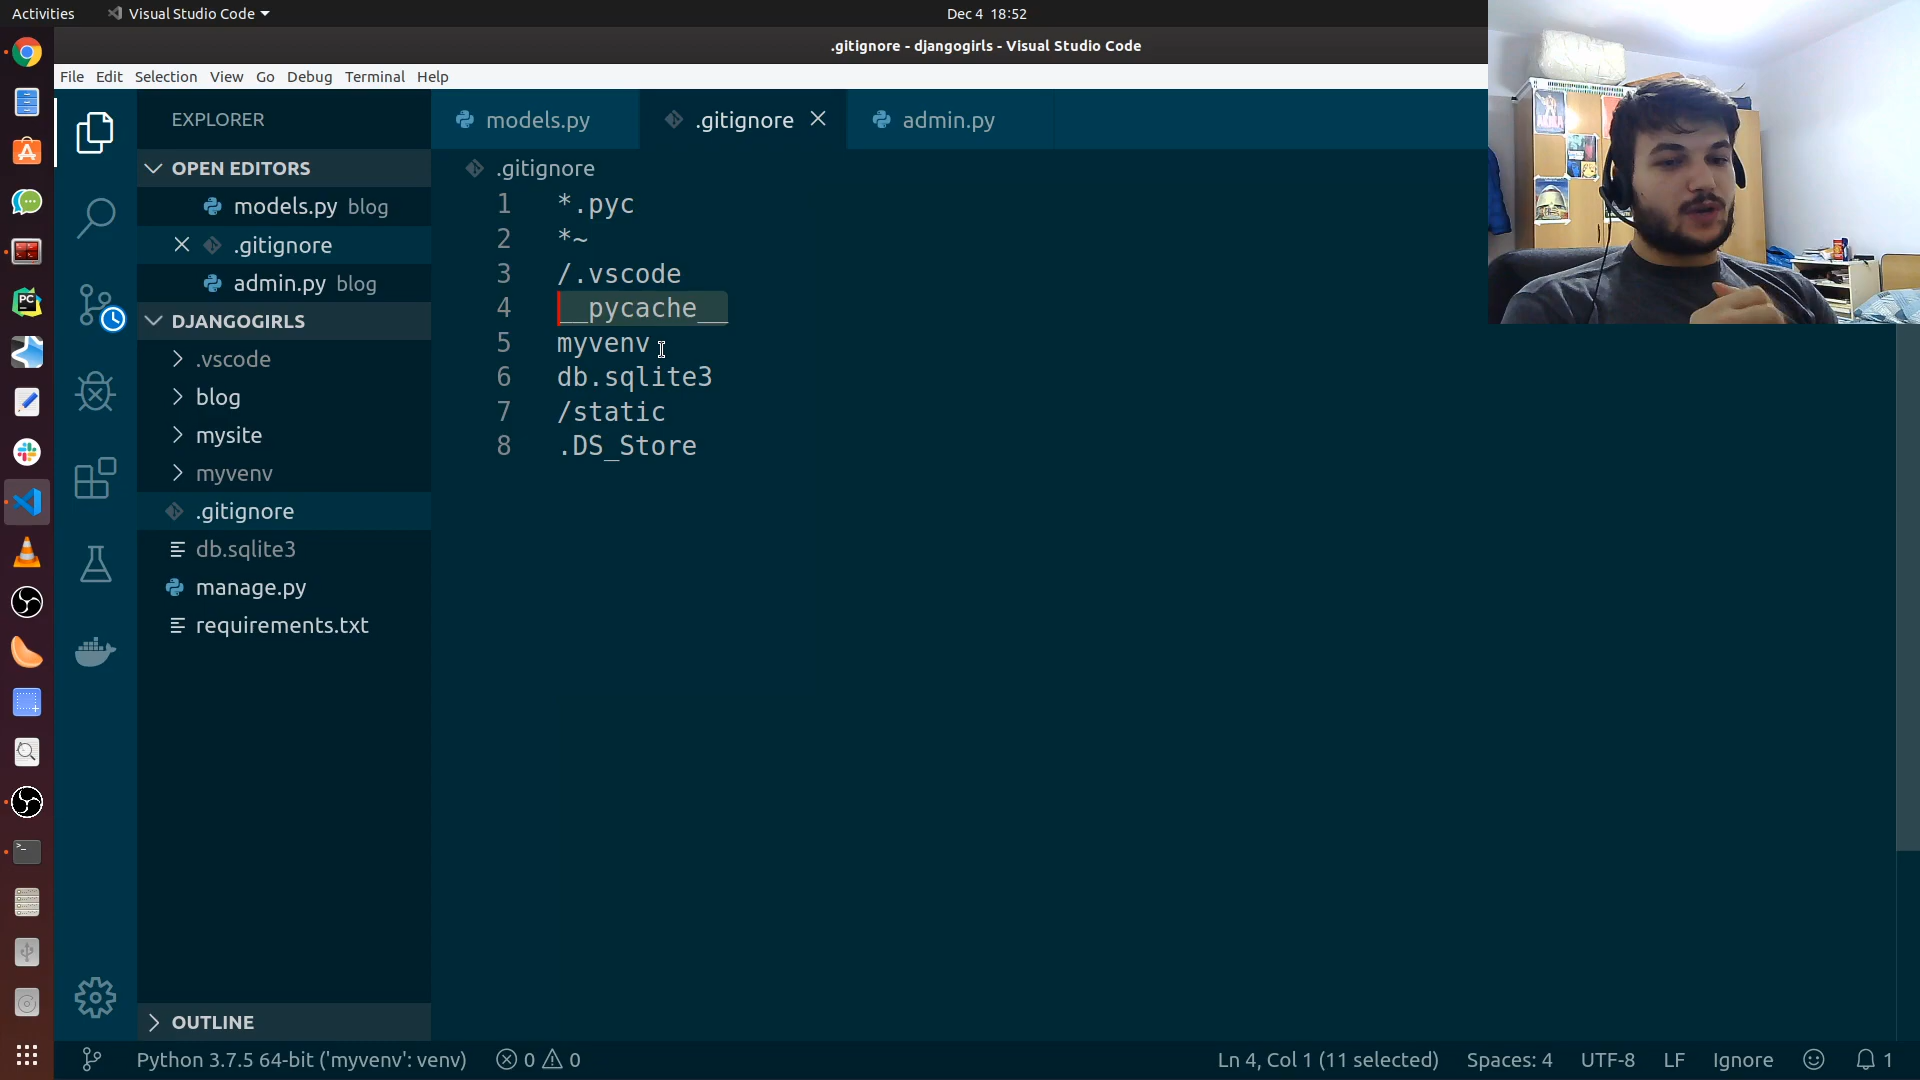 Activities
Visual Studio Code
Dec 4 18:52
.gitignore - djangogirls - Visual Studio Code
File Edit Selection View Go Debug Terminal Help
EXPLORER
OPEN EDITORS
models.py blog
.gitignore
admin.py blog
DJANGOGIRLS
.vscode
blog
mysite
myvenv
.gitignore
db.sqlite3
manage.py
requirements.txt
OUTLINE
models.py
.gitignore
admin.py
.gitignore
1 *.pyc
2 *~
3 /.vscode
4 __pycache__
5 myvenv
6 db.sqlite3
7 /static
8 .DS_Store
Python 3.7.5 64-bit ('myvenv': venv)
0
0
Ln 4, Col 1 (11 selected)
Spaces: 4
UTF-8
LF
Ignore
1
PC